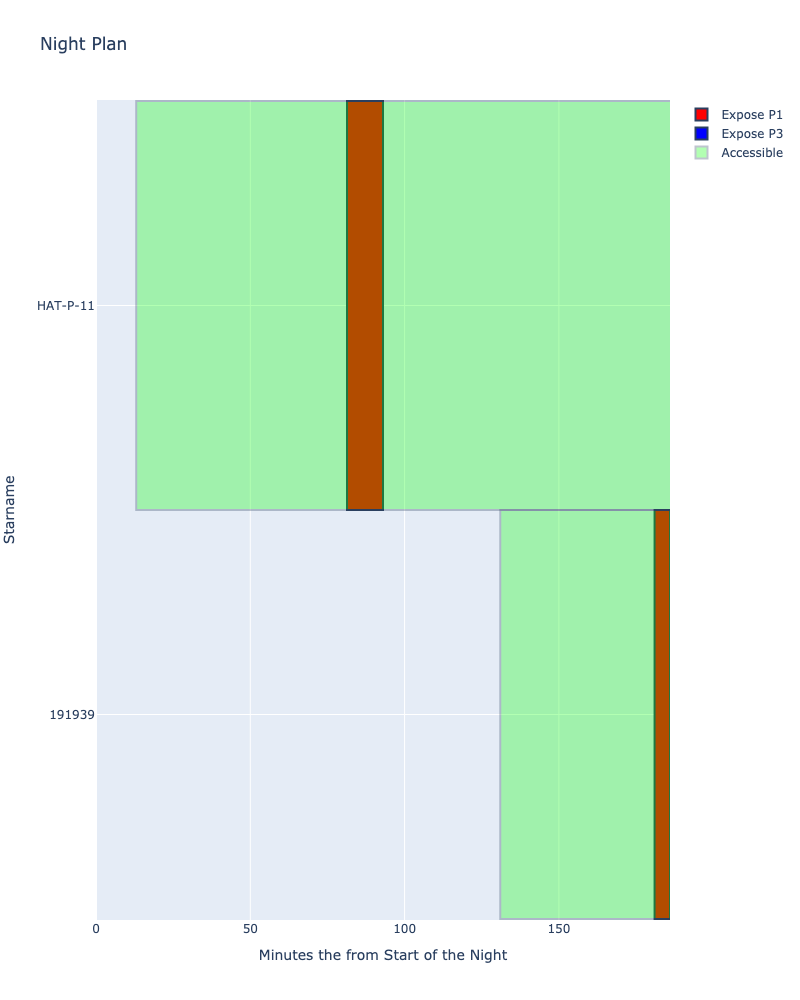 Night Plan
Expose P1
Expose P3
Accessible
HAT-P-11
Starname
191939
0 50 100 150
Minutes the from Start of the Night